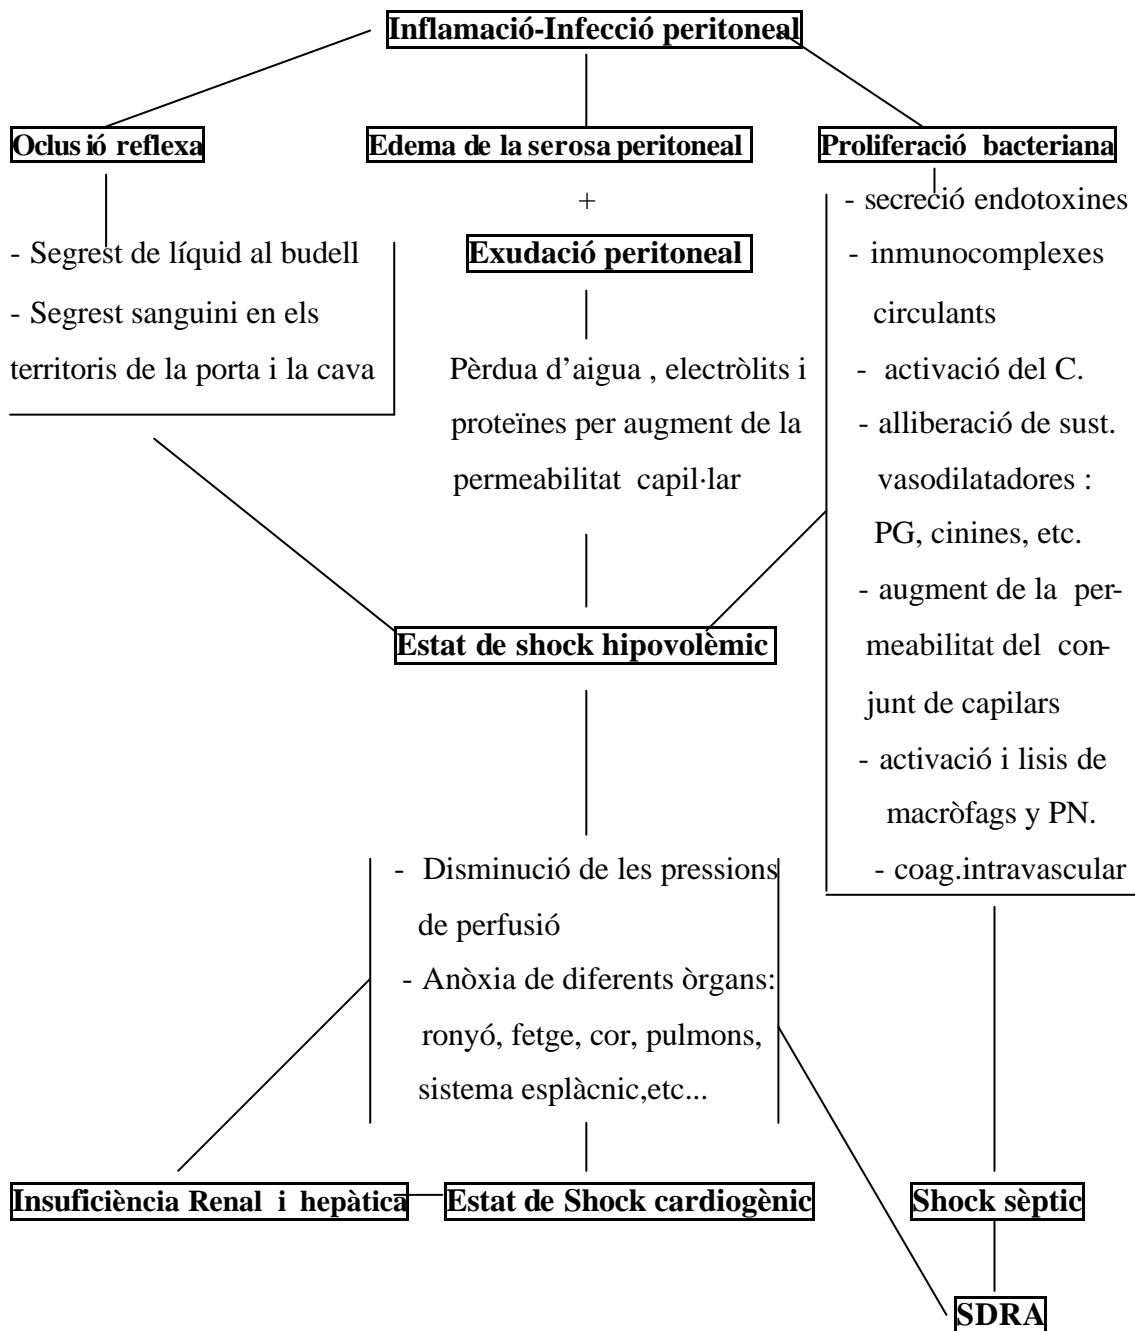 Inflamació-Infecció peritoneal
Oclusió reflexa
Edema de la serosa peritoneal
Proliferació bacteriana
- Segrest de líquid al budell
- Segrest sanguini en els
territoris de la porta i la cava
+
Exudació peritoneal
Pèrdua d'aigua , electròlits i
proteïnes per augment de la
permeabilitat capil·lar
- secreció endotoxines
- inmunocomplexes
circulants
- activació del C.
- alliberació de sust.
vasodilatadores :
PG, cinines, etc.
- augment de la per-
meabilitat del con-
junt de capilars
- activació i lisis de
macròfags y PN.
- coag.intravascular
Estat de shock hipovolèmic
- Disminució de les pressions
de perfusió
- Anòxia de diferents òrgans:
ronyó, fetge, cor, pulmons,
sistema esplàcnic,etc...
Insuficiència Renal i hepàtica
Estat de Shock cardiogènic
Shock sèptic
SDRA